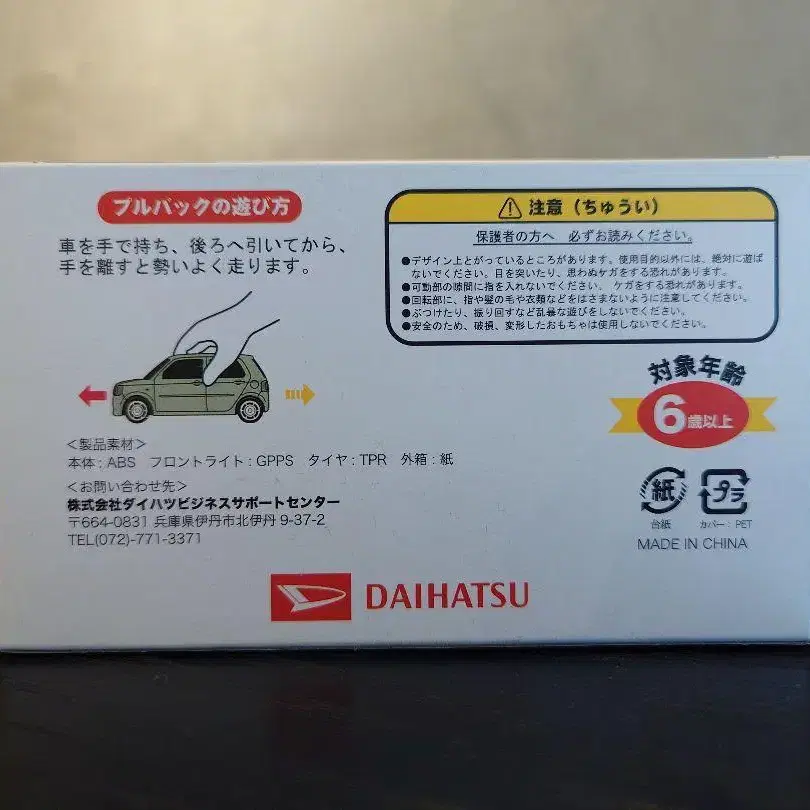 プルバックの遊び方
車を手で持ち、後ろへ引いてから、
手を離すと勢いよく走ります。
注意（ちゅうい）
保護者の方へ　必ずお読みください。
●デザイン上とがっているところがあります。使用目的以外には、絶対に遊ば
ないでください。目を突いたり、思わぬケガをする恐れがあります。
●可動部の隙間に指を入れないでください、ケガをする恐れがあります。
●回転部に、指や髪の毛や衣類などをはさまないように注意してください。
●ぶつけたり、振り回すなど乱暴な遊びをしないでください。
●安全のため、破損、変形したおもちゃは使用しないでください。
対象年齢
6歳以上
＜製品素材＞
本体：ABS　フロントライト：GPPS　タイヤ：TPR　外箱：紙
＜お問い合わせ先＞
株式会社ダイハツビジネスサポートセンター
〒664-0831 兵庫県伊丹市北伊丹 9-37-2
TEL(072)-771-3371
紙
プラ
台紙
カバー：PET
MADE IN CHINA
DAIHATSU